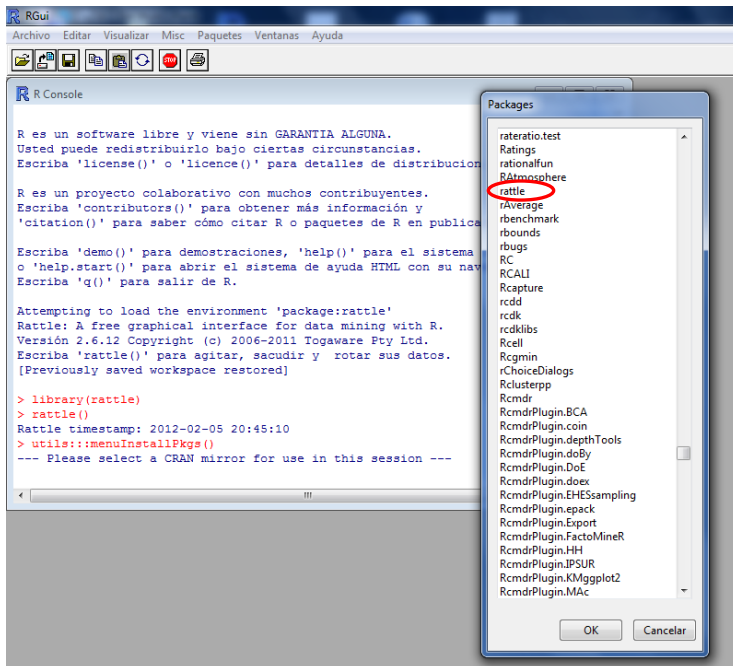 RGui
Archivo Editar Visualizar Misc Paquetes Ventanas Ayuda
STOP
R Console
R es un software libre y viene sin GARANTIA ALGUNA.
Usted puede redistribuirlo bajo ciertas circunstancias.
Escriba 'license()' o 'licence()' para detalles de distribucion
R es un proyecto colaborativo con muchos contribuyentes.
Escriba 'contributors()' para obtener más información y
'citation()' para saber cómo citar R o paquetes de R en publica
Escriba 'demo()' para demostraciones, 'help()' para el sistema
o 'help.start()' para abrir el sistema de ayuda HTML con su nav
Escriba 'q()' para salir de R.
Attempting to load the environment 'package:rattle'
Rattle: A free graphical interface for data mining with R.
Versión 2.6.12 Copyright (c) 2006-2011 Togaware Pty Ltd.
Escriba 'rattle()' para agitar, sacudir y  rotar sus datos.
[Previously saved workspace restored]
> library(rattle)
> rattle()
Rattle timestamp: 2012-02-05 20:45:10
> utils:::menuInstallPkgs()
--- Please select a CRAN mirror for use in this session ---
Packages
rateratio.test
Ratings
rationalfun
RAtmosphere
rattle
rAverage
rbenchmark
rbounds
rbugs
RC
RCALI
Rcapture
rcdd
rcdk
rcdklibs
Rcell
Rcgmin
rChoiceDialogs
Rclusterpp
Rcmdr
RcmdrPlugin.BCA
RcmdrPlugin.coin
RcmdrPlugin.depthTools
RcmdrPlugin.doBy
RcmdrPlugin.DoE
RcmdrPlugin.doex
RcmdrPlugin.EHESsampling
RcmdrPlugin.epack
RcmdrPlugin.Export
RcmdrPlugin.FactoMineR
RcmdrPlugin.HH
RcmdrPlugin.IPSUR
RcmdrPlugin.KMggplot2
RcmdrPlugin.MAc
OK Cancelar